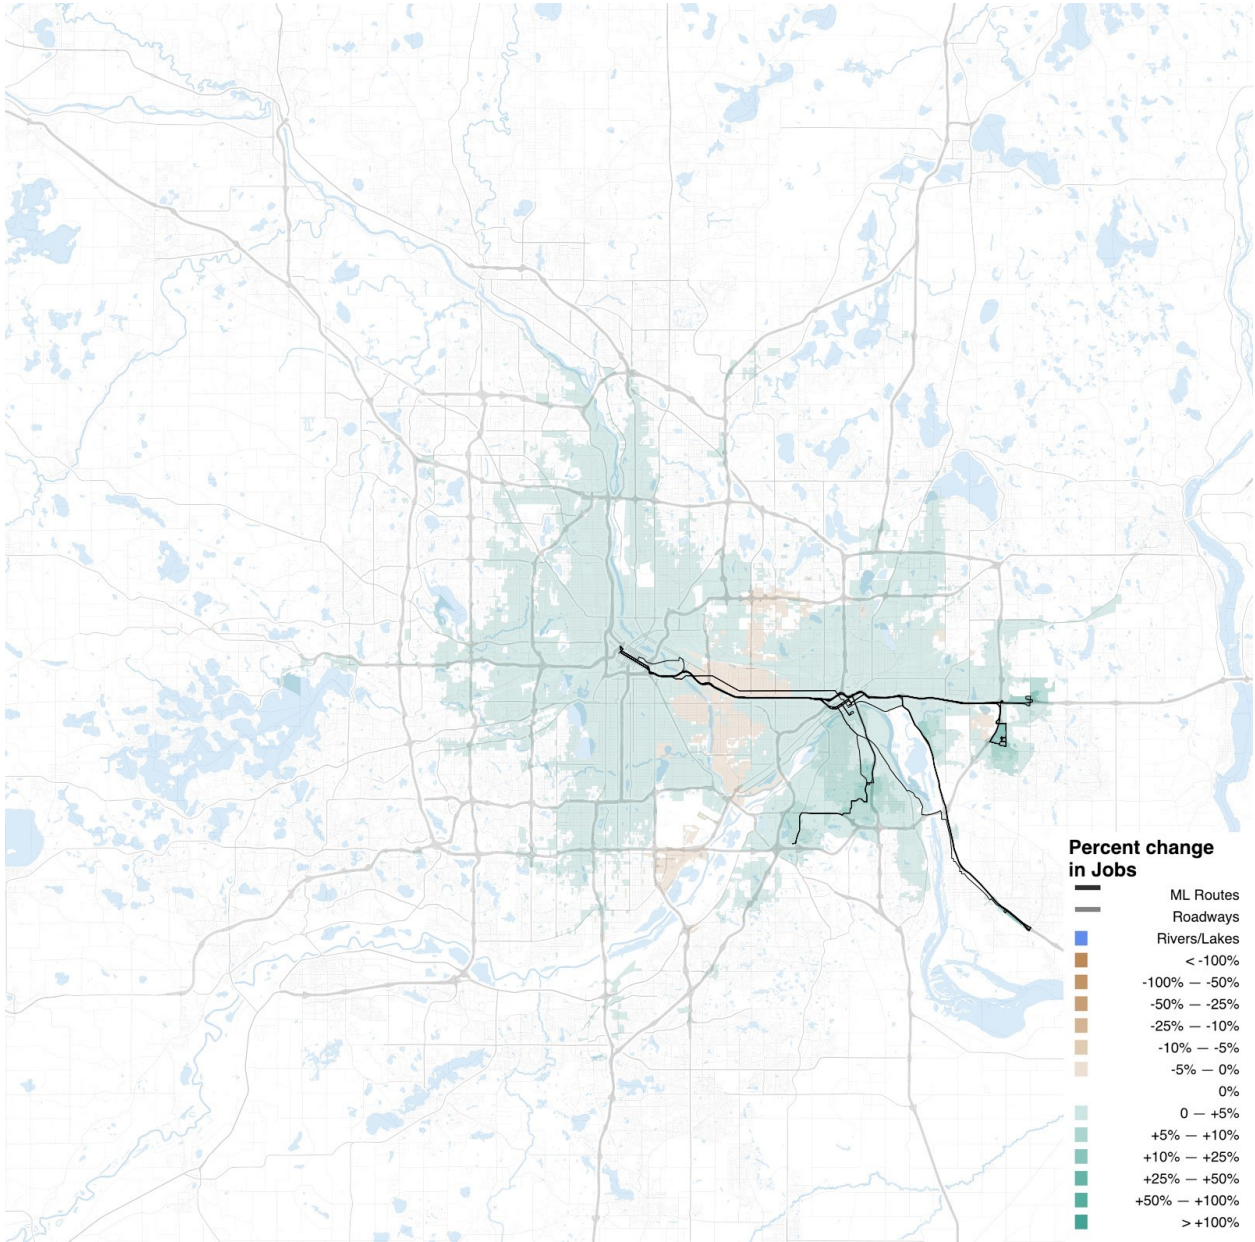 Percent change
in Jobs
ML Routes
Roadways
Rivers/Lakes
< -100%
-100% — -50%
-50% — -25%
-25% — -10%
-10% — -5%
-5% — 0%
0%
0 — +5%
+5% — +10%
+10% — +25%
+25% — +50%
+50% — +100%
> +100%